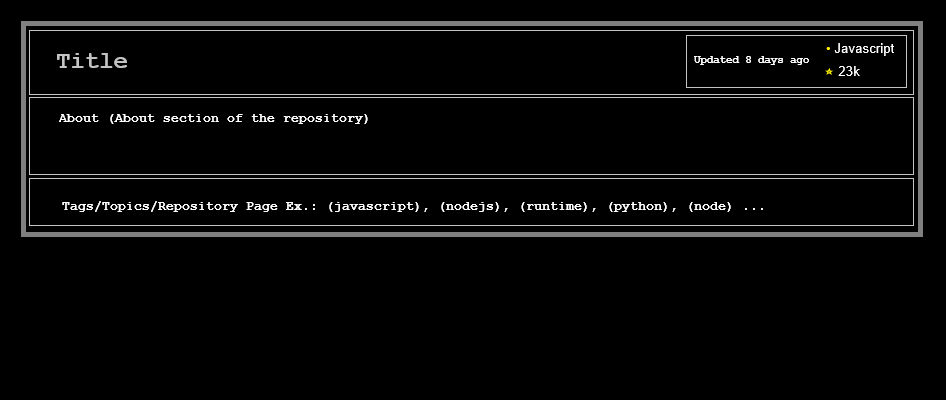 Title
Updated 8 days ago
Javascript
23k
About (About section of the repository)
Tags/Topics/Repository Page Ex.: (javascript), (nodejs), (runtime), (python), (node) ...